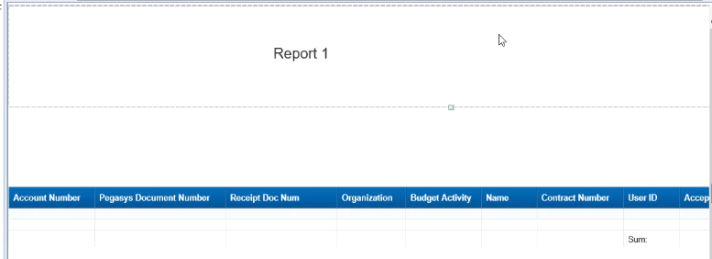 Report 1
Account Number Pegasys Document Number Receipt Doc Num Organization Budget Activity Name Contract Number User ID Accep
Sum: